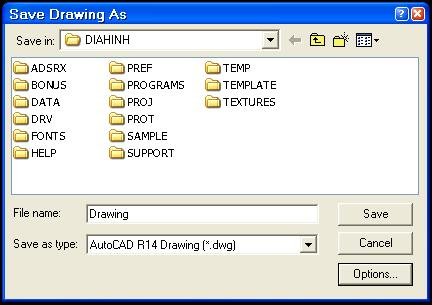 Save Drawing As
Save in: DIAHINH
ADSRX PREF TEMP
BONUS PROGRAMS TEMPLATE
DATA PROJ TEXTURES
DRV PROT
FONTS SAMPLE
HELP SUPPORT
File name: Drawing Save
Save as type: AutoCAD R14 Drawing (*.dwg) Cancel
Options...